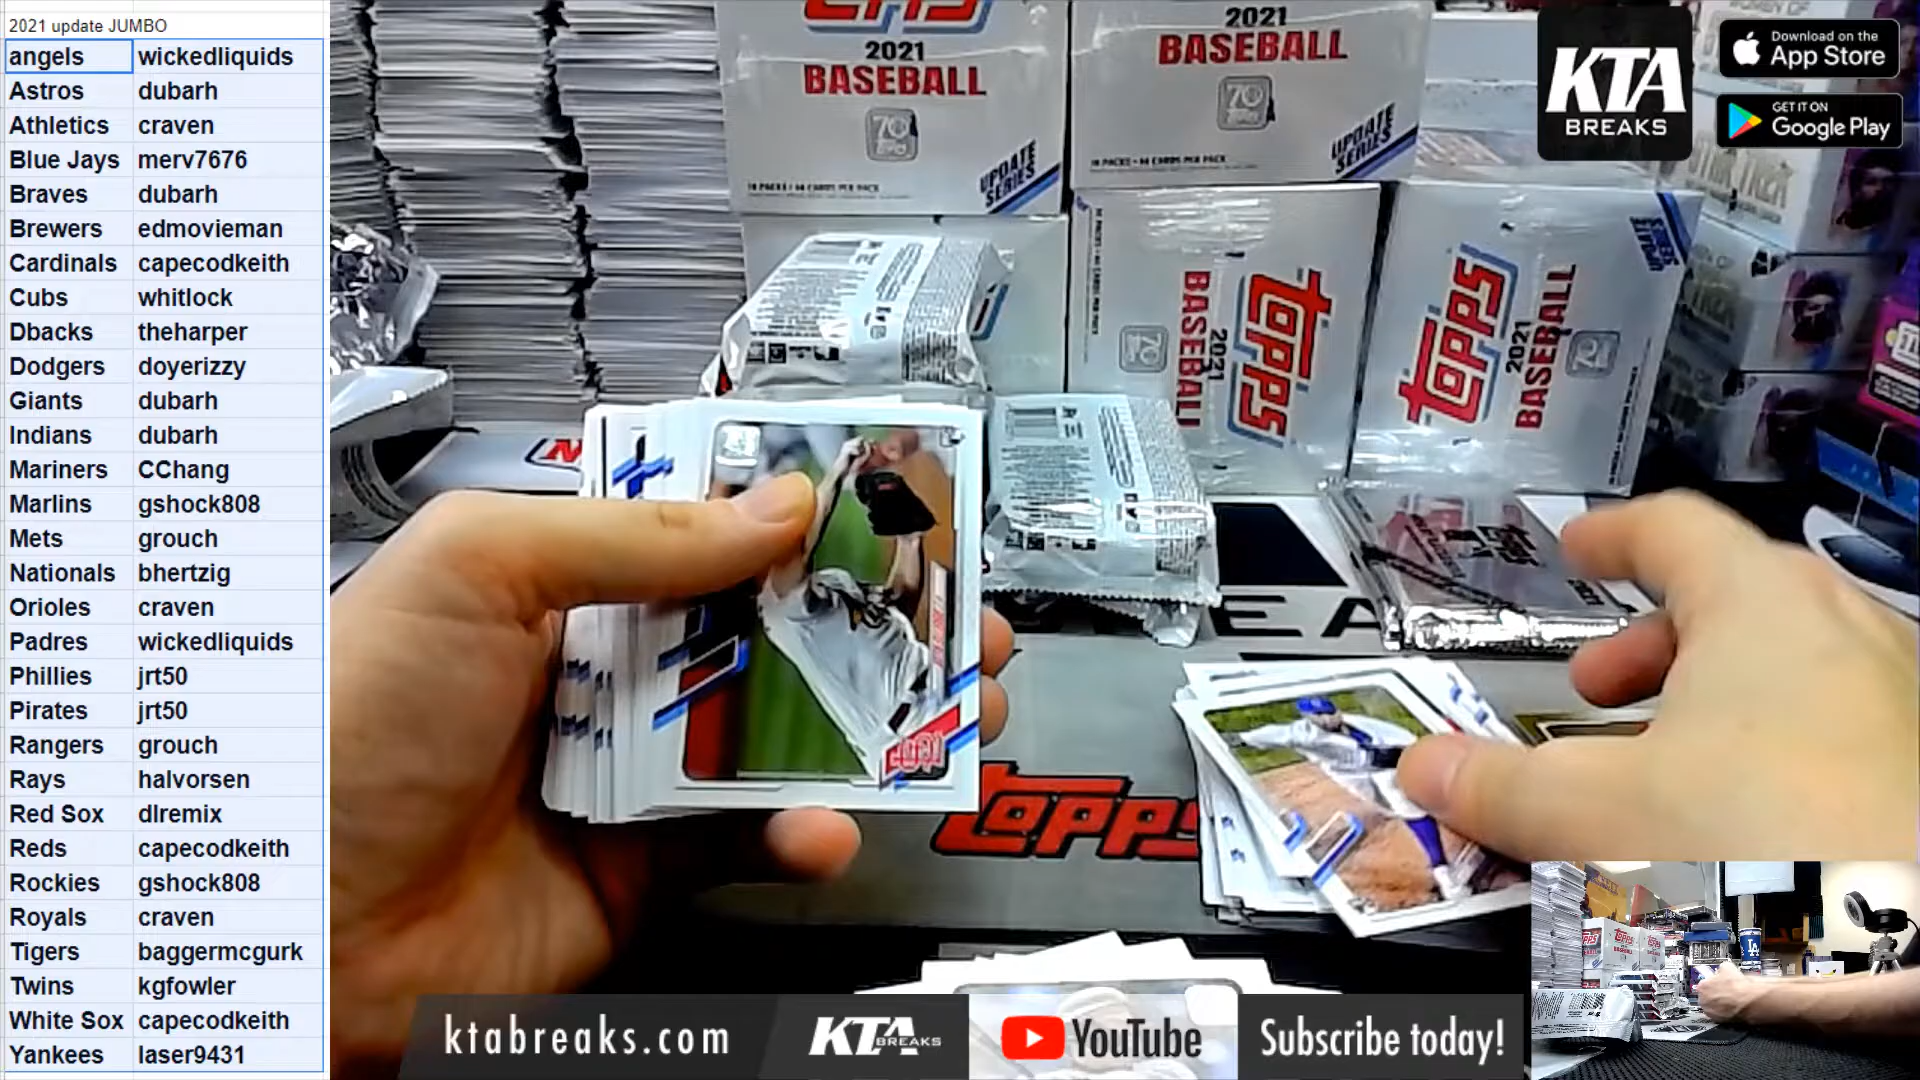 2021 update JUMBO
angels wickedliquids
Astros dubarh
Athletics craven
Blue Jays merv7676
Braves dubarh
Brewers edmovieman
Cardinals capecodkeith
Cubs whitlock
Dbacks theharper
Dodgers doyerizzy
Giants dubarh
Indians dubarh
Mariners CChang
Marlins gshock808
Mets grouch
Nationals bhertzig
Orioles craven
Padres wickedliquids
Phillies jrt50
Pirates jrt50
Rangers grouch
Rays halvorsen
Red Sox dlremix
Reds capecodkeith
Rockies gshock808
Royals craven
Tigers baggermcgurk
Twins kgfowler
White Sox capecodkeith
Yankees laser9431
2021
BASEBALL
70
UPDATE
SERIES
2021
BASEBALL
70
UPDATE
SERIES
topps
2021
BASEBALL
70
topps
2021
BASEBALL
70
topps
KTA
BREAKS
Download on the
App Store
GET IT ON
Google Play
ktabreaks.com
KTA
BREAKS
YouTube
Subscribe today!